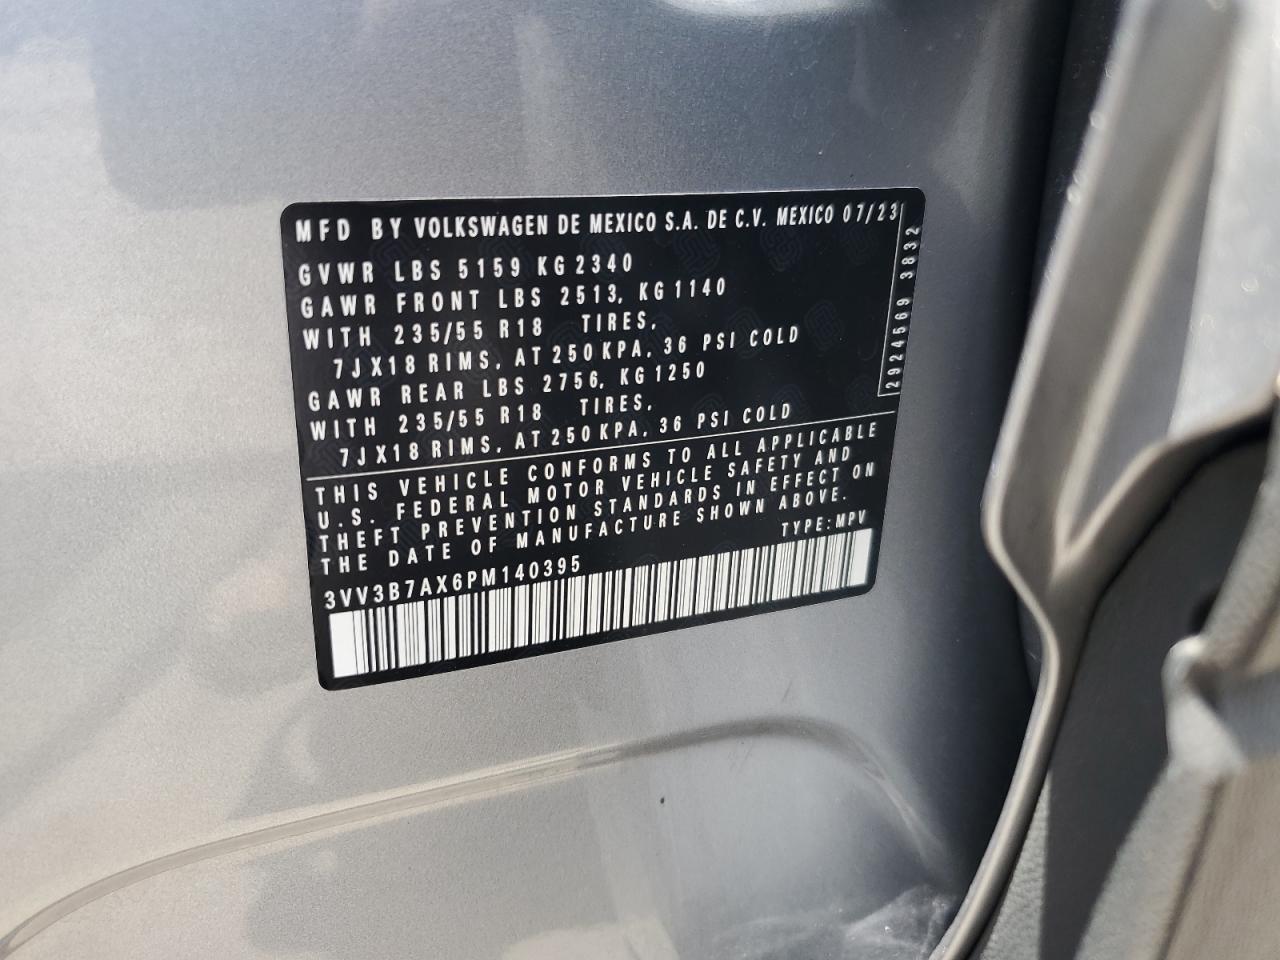 MFD BY VOLKSWAGEN DE MEXICO S.A. DE C.V. MEXICO 07/23
GVWR LBS 5159 KG 2340
GAWR FRONT LBS 2513, KG 1140
WITH 235/55 R18 TIRES,
7JX18 RIMS, AT 250 KPA, 36 PSI COLD
GAWR REAR LBS 2756, KG 1250
WITH 235/55 R18 TIRES,
7JX18 RIMS, AT 250 KPA, 36 PSI COLD
2924569 3832
THIS VEHICLE CONFORMS TO ALL APPLICABLE
U.S. FEDERAL MOTOR VEHICLE SAFETY AND
THEFT PREVENTION STANDARDS IN EFFECT ON
THE DATE OF MANUFACTURE SHOWN ABOVE.
TYPE: MPV
3VV3B7AX6PM140395